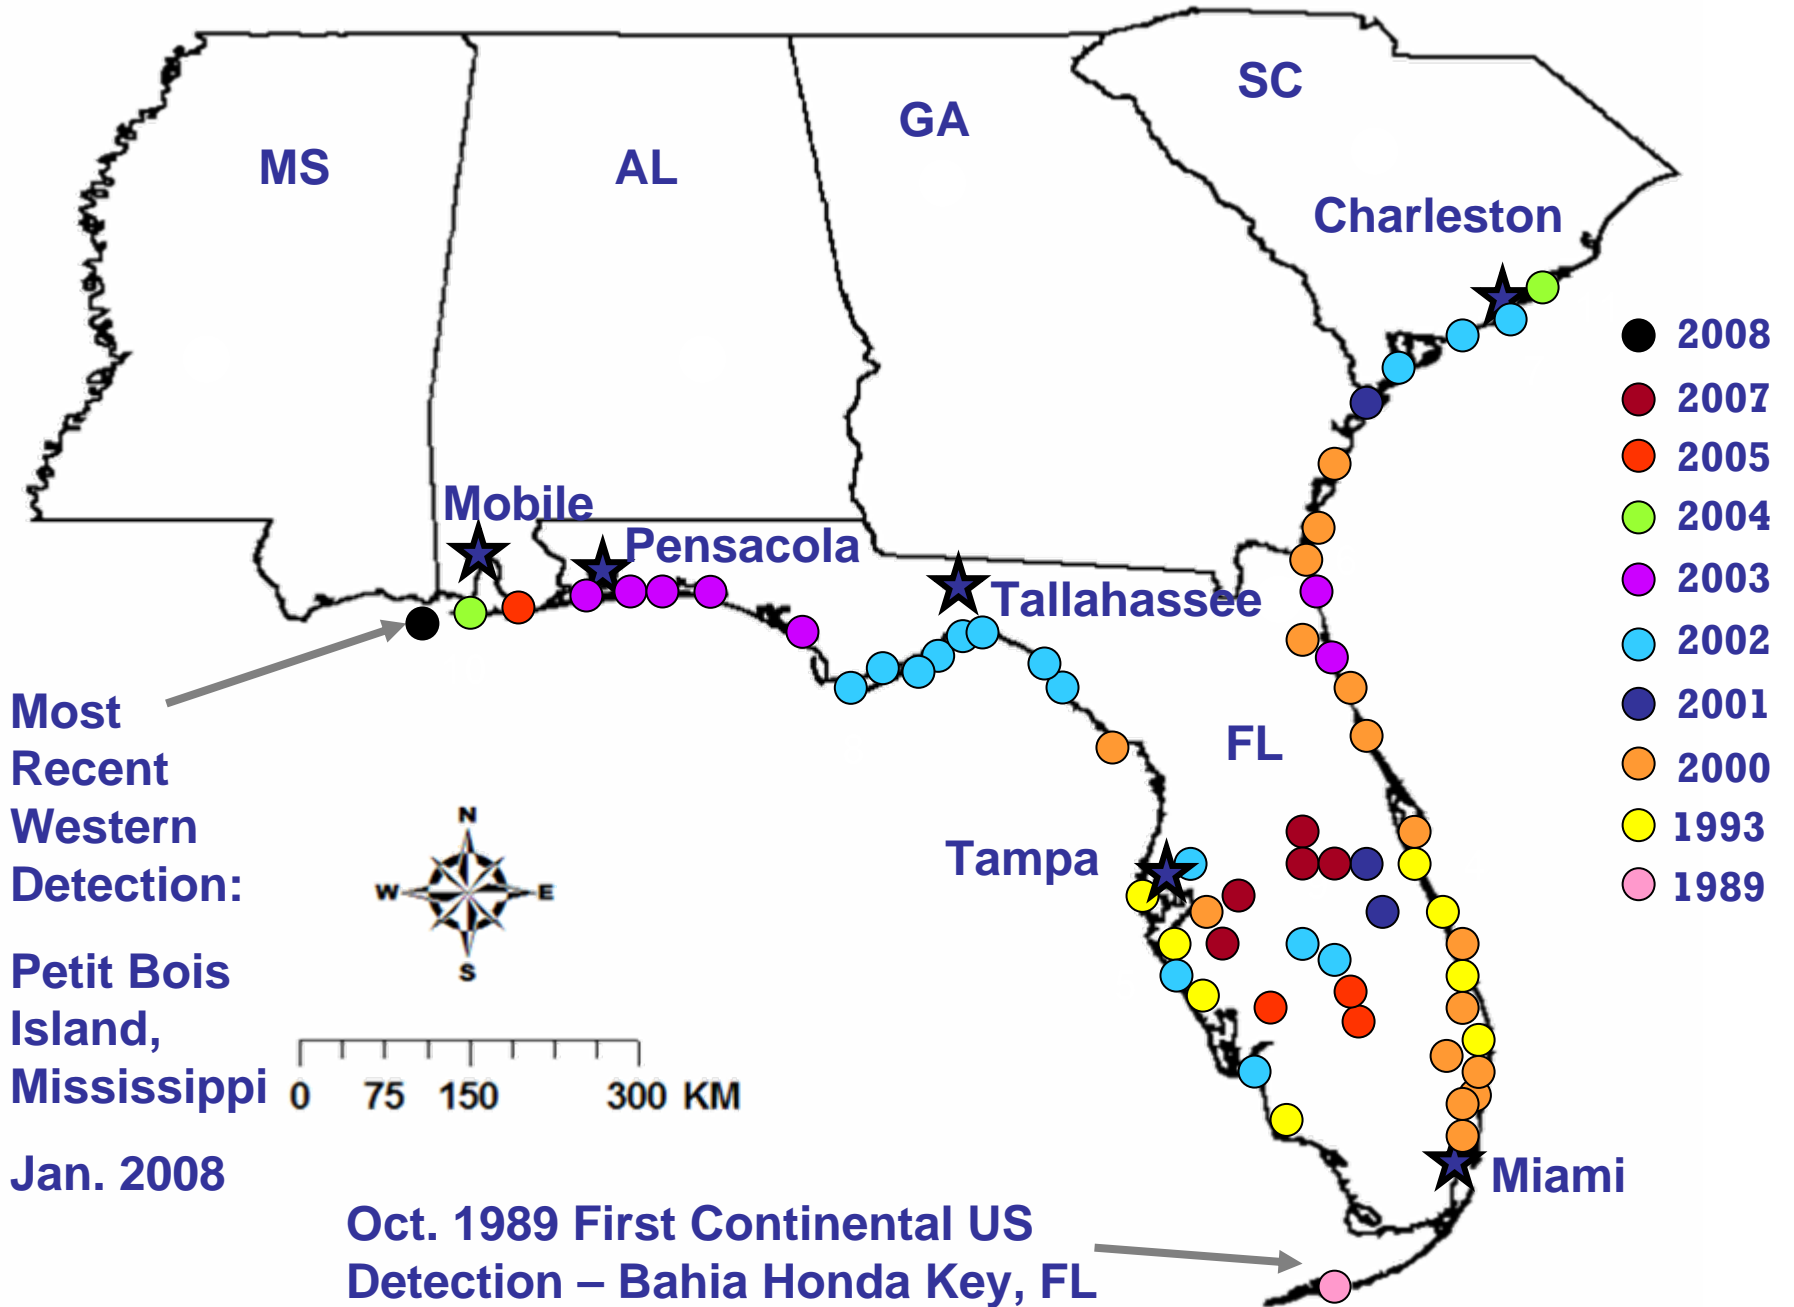 SC
GA
MS
AL
Charleston
2008
2007
2005
Mobile
2004
Pensacola
2003
Tallahassee
2002
2001
Most
Recent
Western
Detection:
FL
2000
N
W E
S
Tampa
1993
1989
Petit Bois
Island,
Mississippi
0 75 150 300 KM
Jan. 2008
Miami
Oct. 1989 First Continental US
Detection – Bahia Honda Key, FL